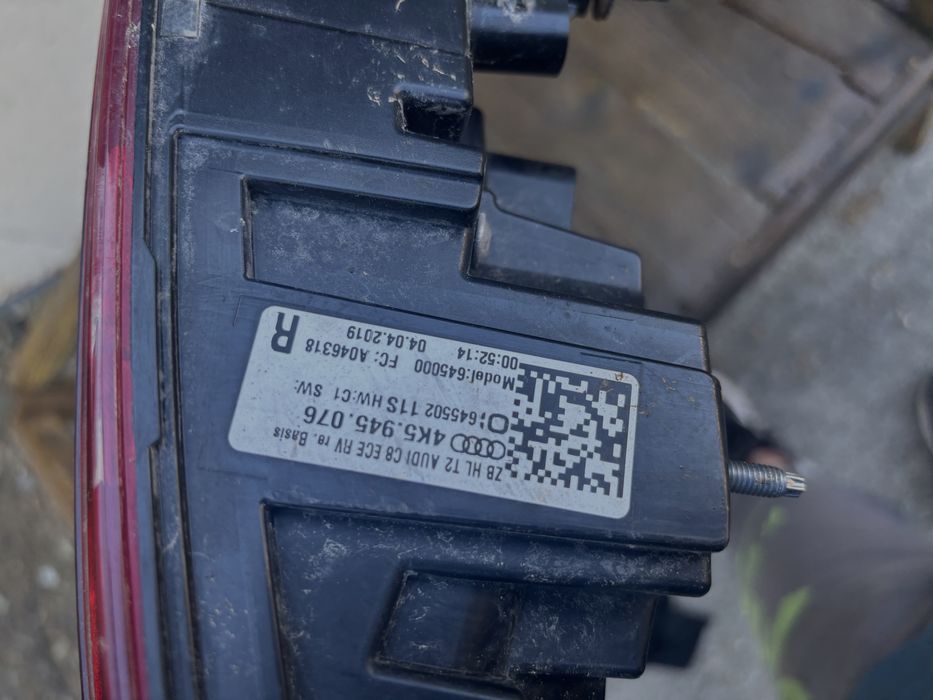 ZB HL T2 AUDI C8 ECE RV re. Basis
4K5.945.076
645502 11S HW:C1 SW:
Model:645000 FC: A046318
00:52:14 04.04.2019
R